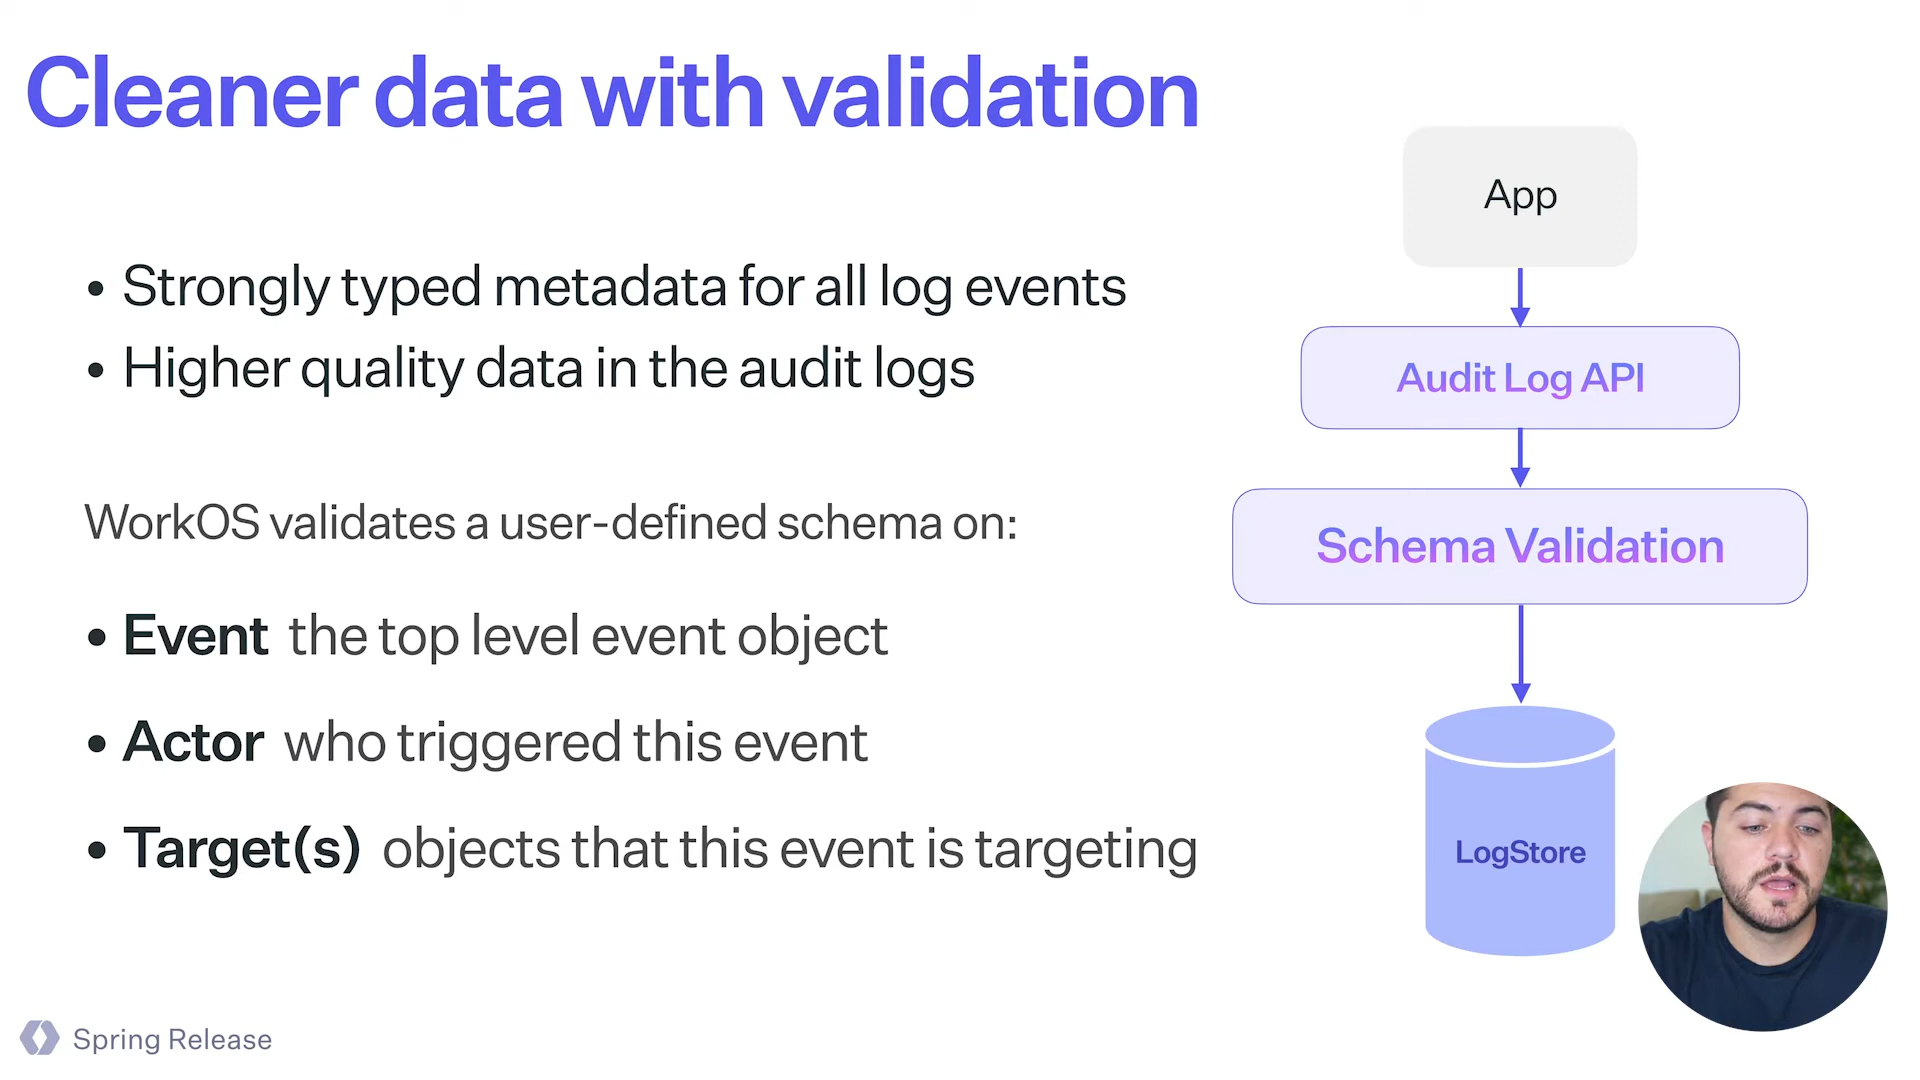 Cleaner data with validation
• Strongly typed metadata for all log events
• Higher quality data in the audit logs
WorkOS validates a user-defined schema on:
• Event the top level event object
• Actor who triggered this event
• Target(s) objects that this event is targeting
App
Audit Log API
Schema Validation
LogStore
Spring Release